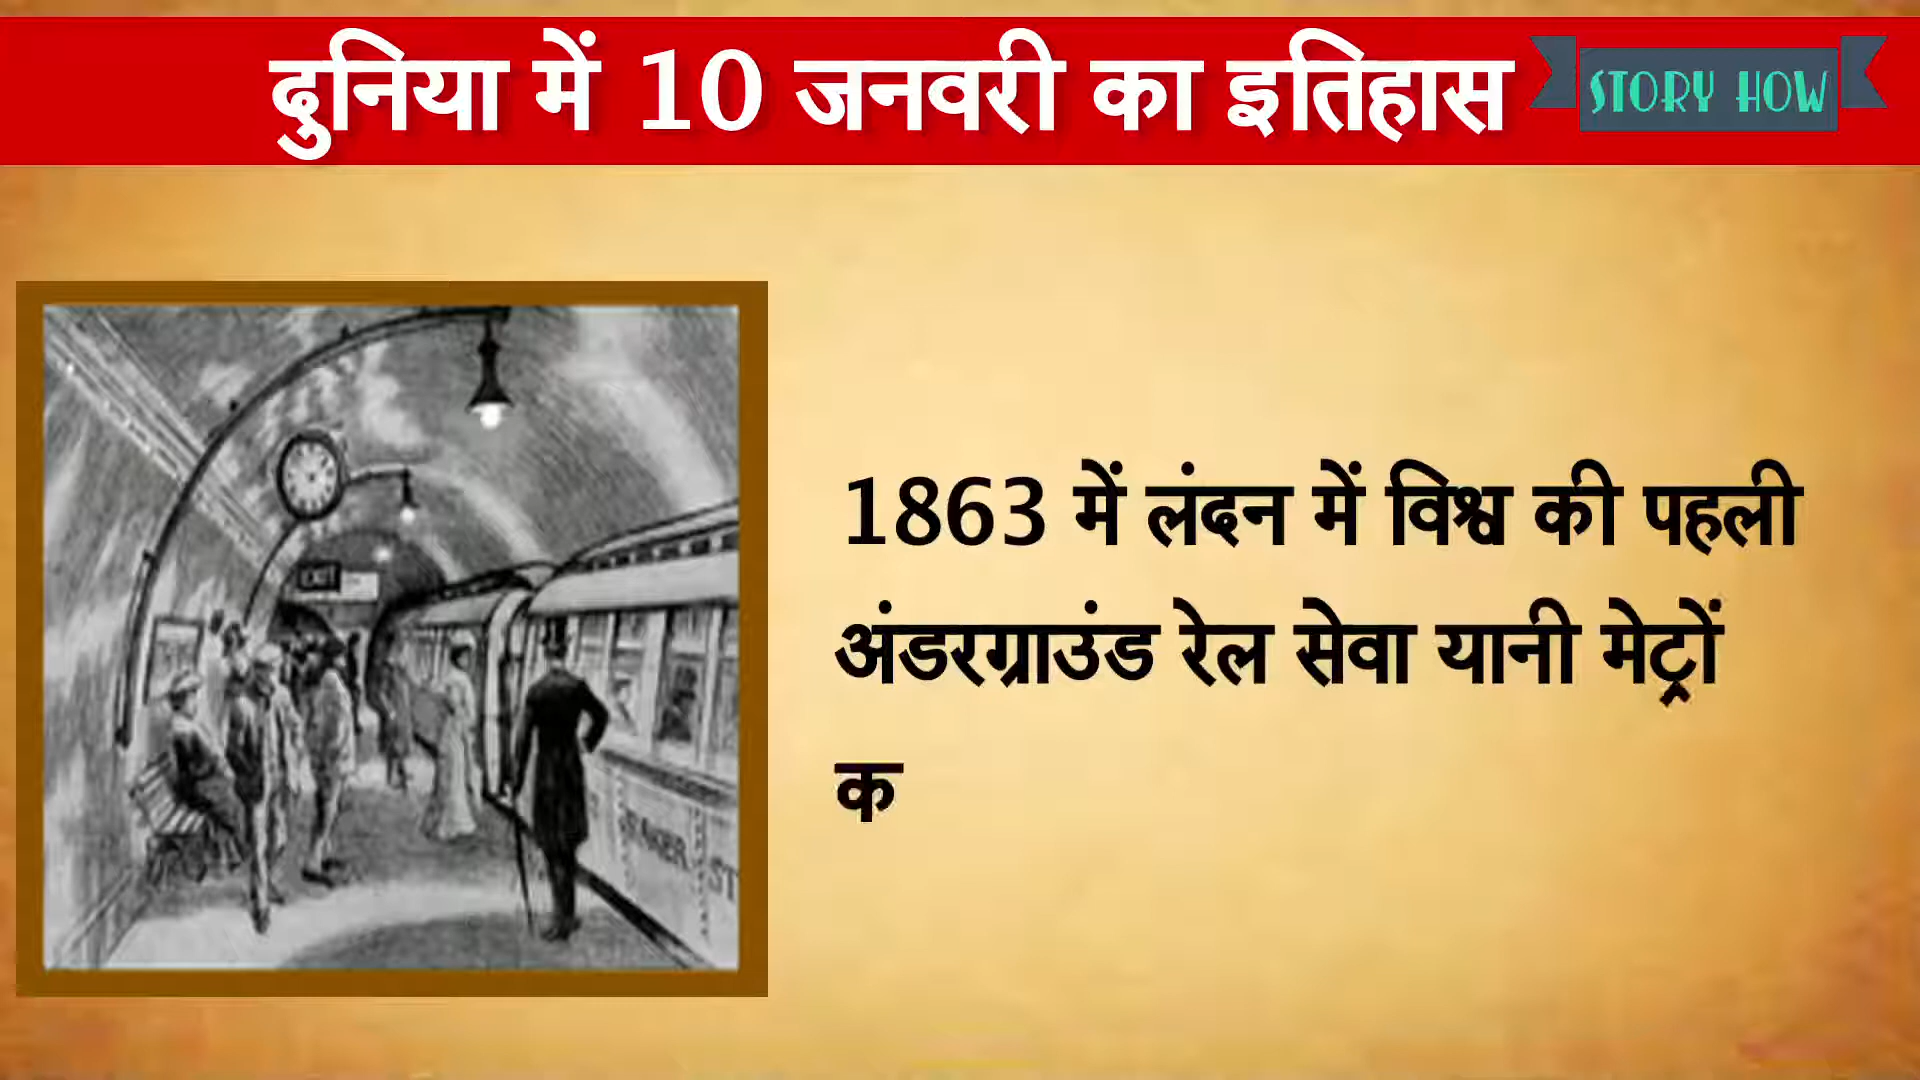 दुनिया में 10 जनवरी का इतिहास
STORY HOW
EXIT
1863 में लंदन में विश्व की पहली
अंडरग्राउंड रेल सेवा यानी मेट्रों
क